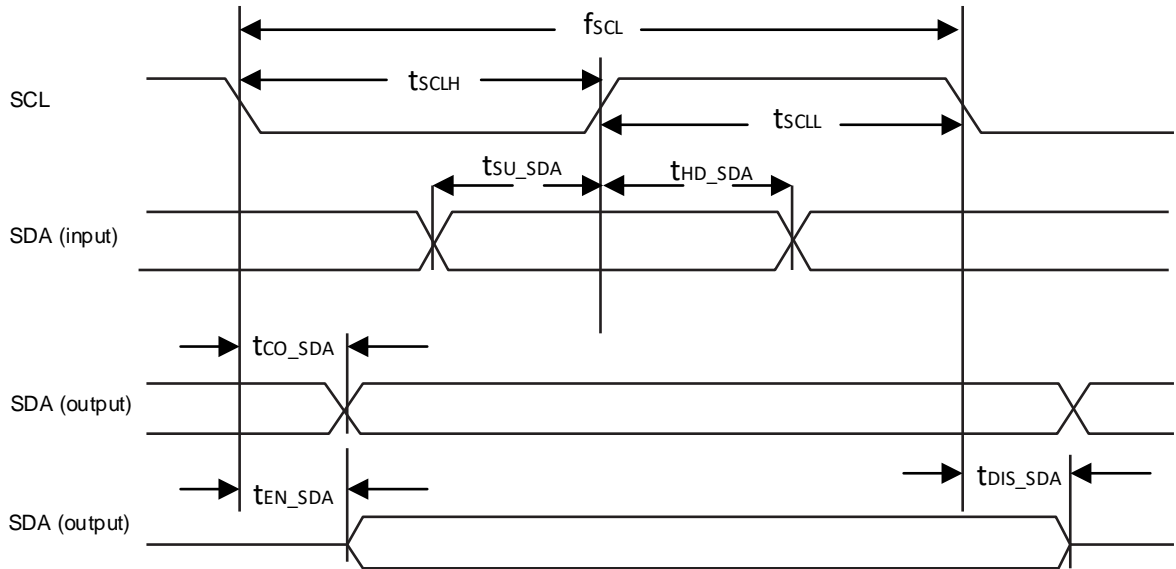 fSCL
SCL
tSCLH
tSCLL
tSU_SDA
tHD_SDA
SDA (input)
tCO_SDA
SDA (output)
tEN_SDA
tDIS_SDA
SDA (output)